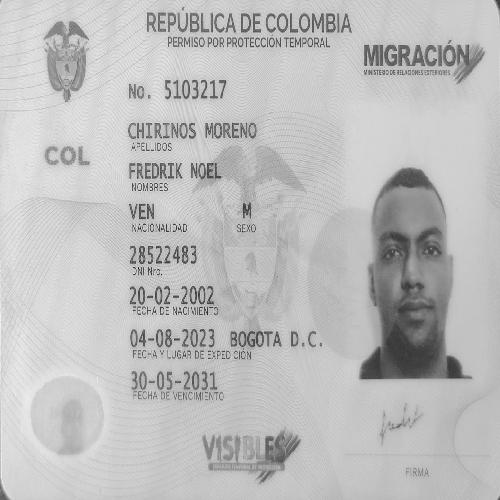 REPÚBLICA DE COLOMBIA
PERMISO POR PROTECCIÓN TEMPORAL
MIGRACIÓN
MINISTERIO DE RELACIONES EXTERIORES
No. 5103217
COL
CHIRINOS MORENO
APELLIDOS
FREDRIK NOEL
NOMBRES
VEN M
NACIONALIDAD SEXO
28522483
DNI Nro.
20-02-2002
FECHA DE NACIMIENTO
04-08-2023 BOGOTA D.C.
FECHA Y LUGAR DE EXPEDICIÓN
30-05-2031
FECHA DE VENCIMIENTO
VISIBLES
FIRMA